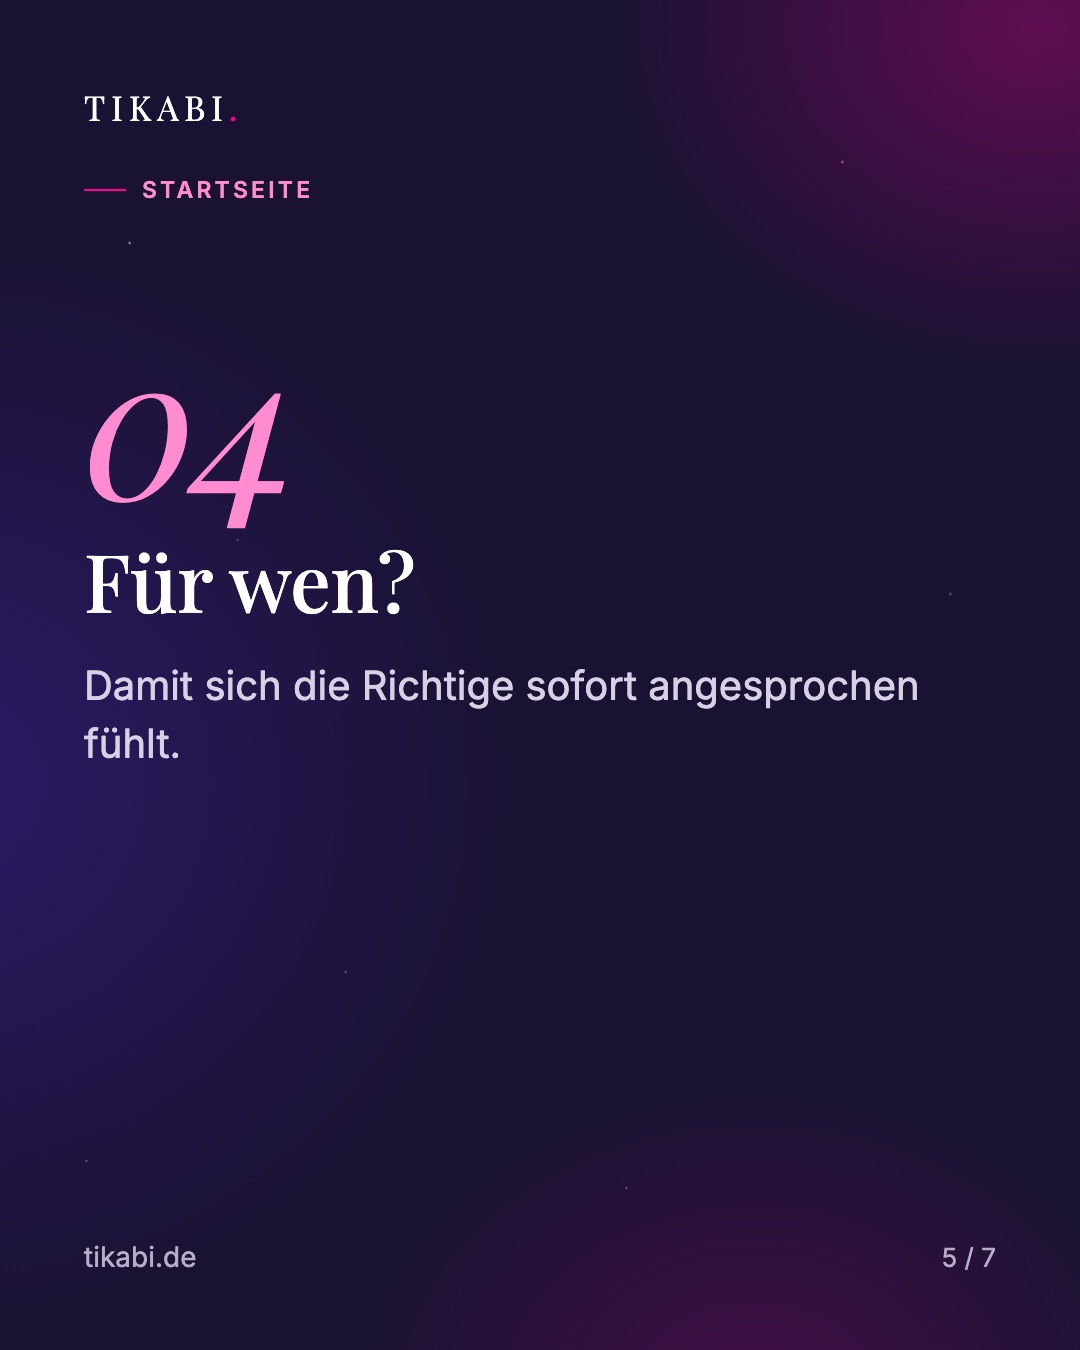 TIKABI.
STARTSEITE
04
Für wen?
Damit sich die Richtige sofort angesprochen
fühlt.
tikabi.de
5 / 7